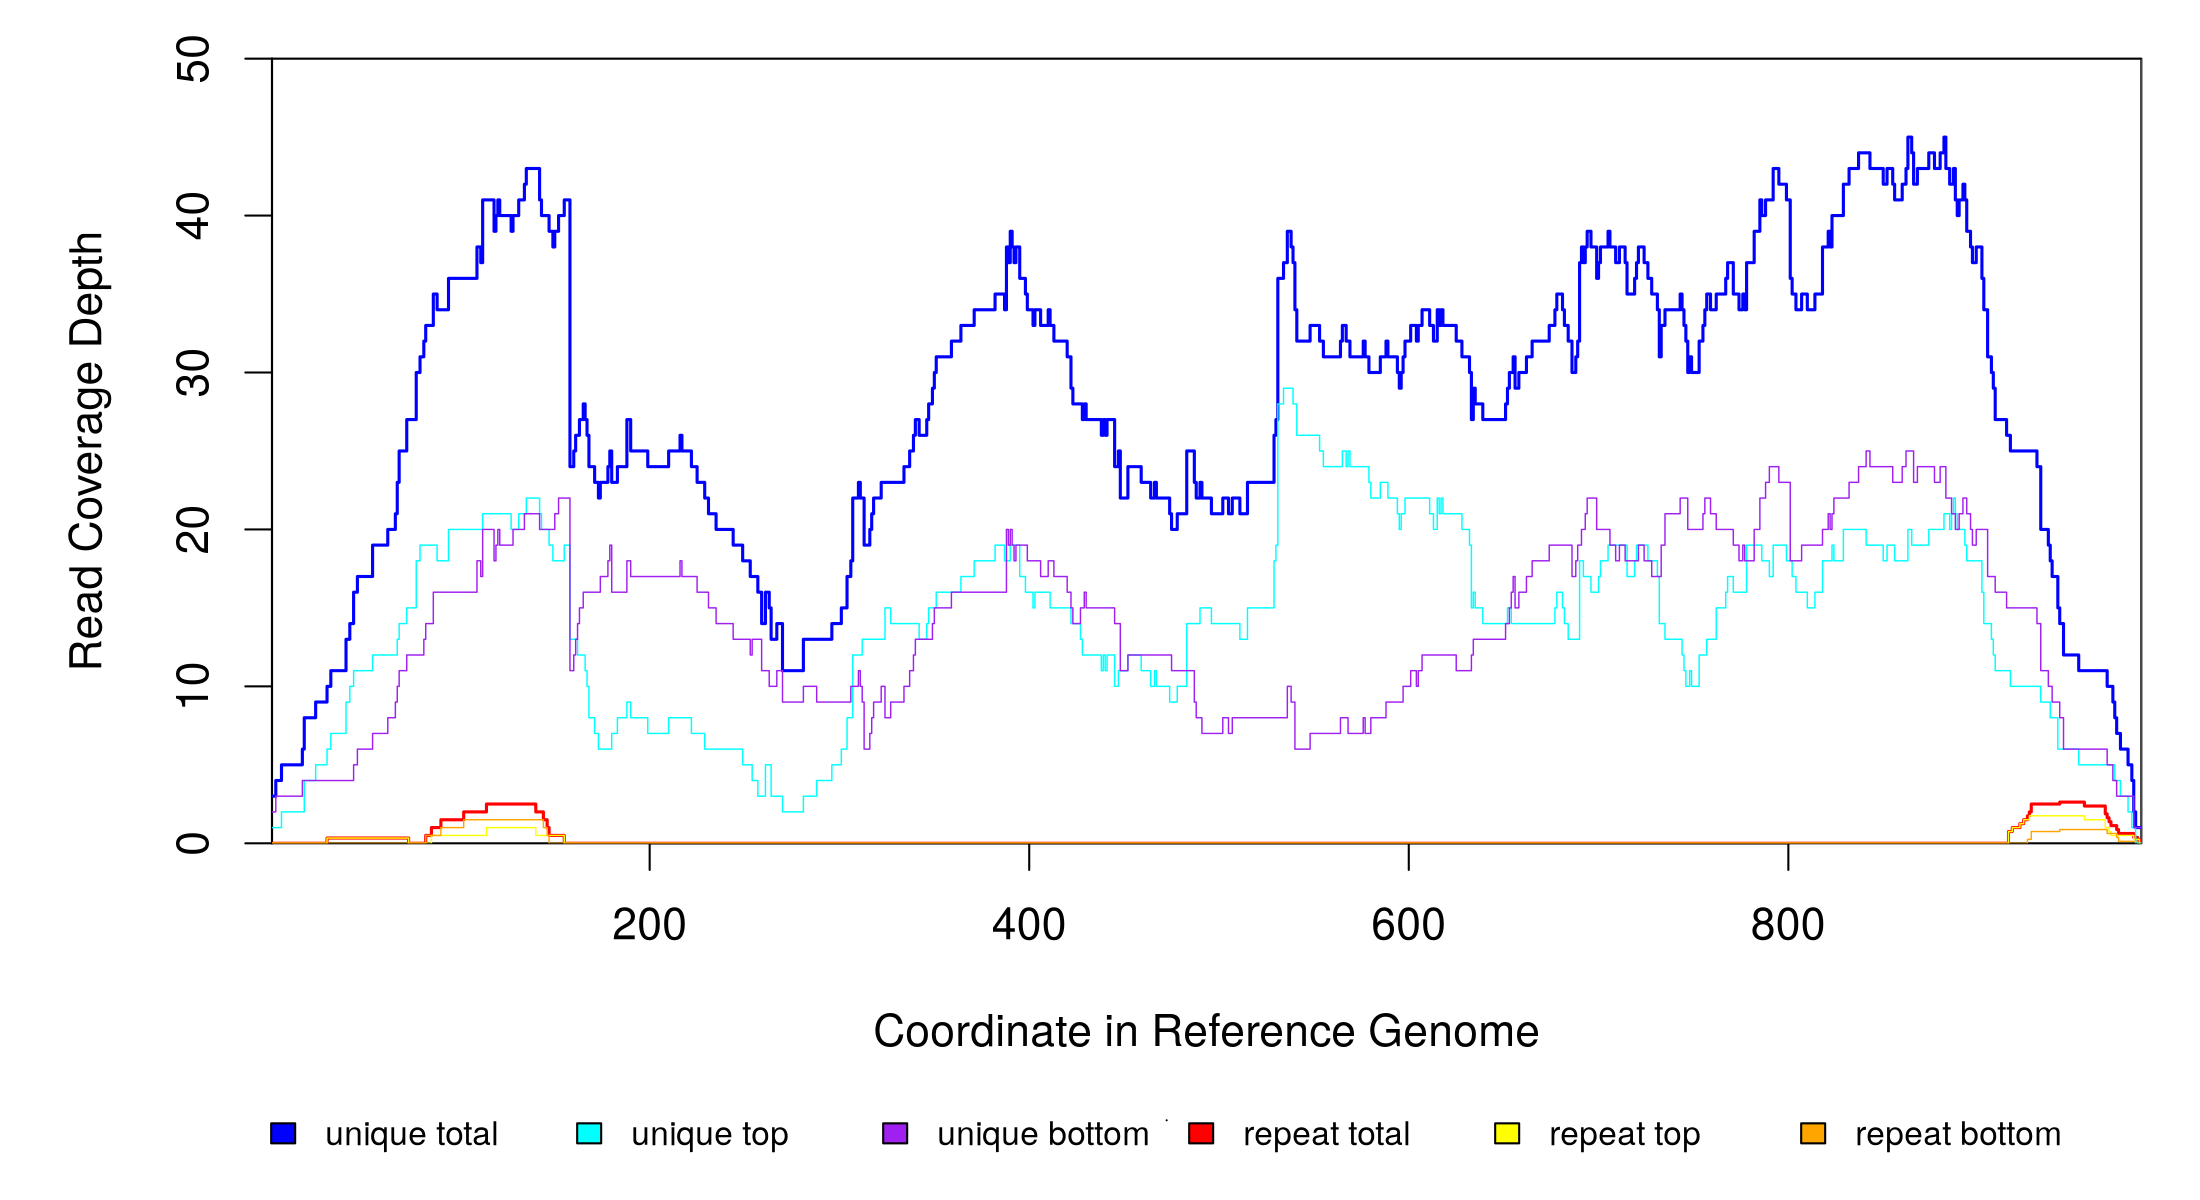 50
40
30
20
10
0
Read Coverage Depth
200 400 600 800
Coordinate in Reference Genome
unique total unique top unique bottom repeat total repeat top repeat bottom